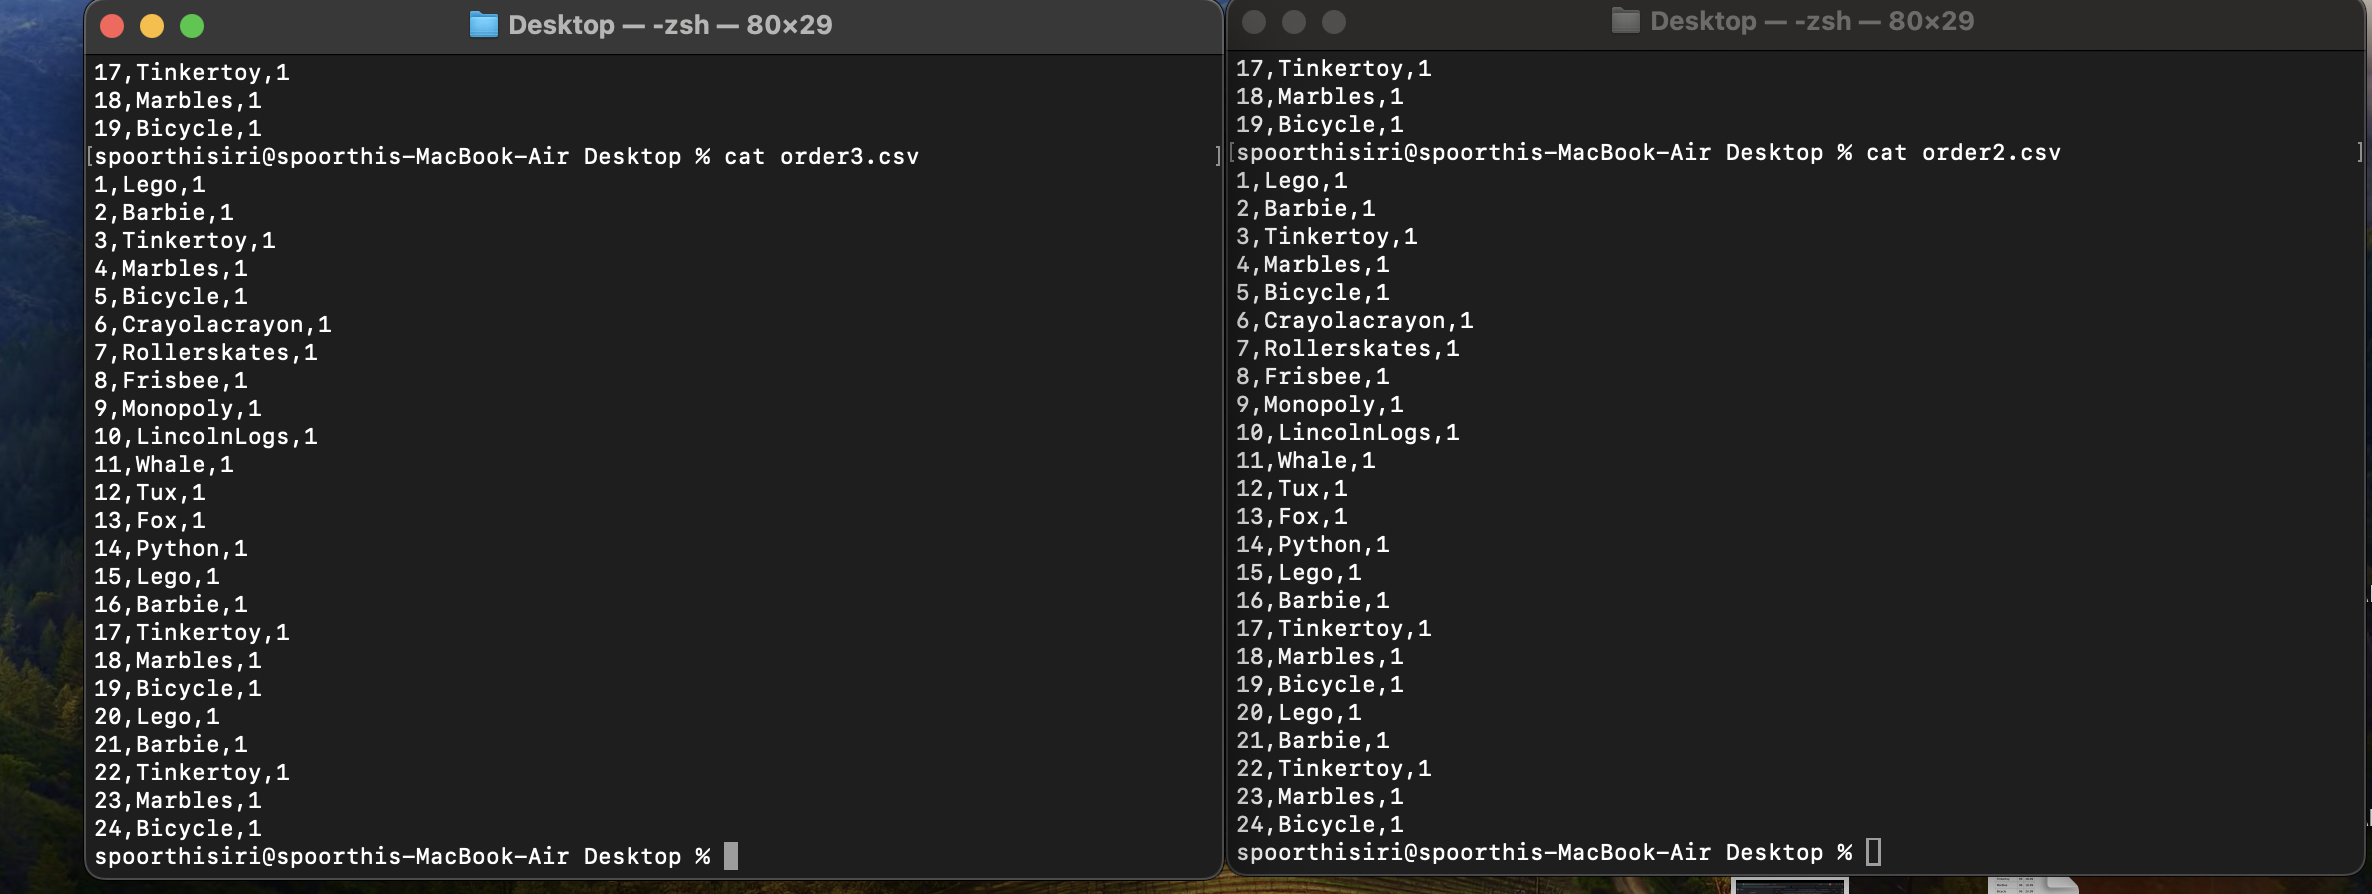 Desktop — -zsh — 80×29
17,Tinkertoy,1
18,Marbles,1
19,Bicycle,1
[spoorthisiri@spoorthis-MacBook-Air Desktop % cat order3.csv ]
1,Lego,1
2,Barbie,1
3,Tinkertoy,1
4,Marbles,1
5,Bicycle,1
6,Crayolacrayon,1
7,Rollerskates,1
8,Frisbee,1
9,Monopoly,1
10,LincolnLogs,1
11,Whale,1
12,Tux,1
13,Fox,1
14,Python,1
15,Lego,1
16,Barbie,1
17,Tinkertoy,1
18,Marbles,1
19,Bicycle,1
20,Lego,1
21,Barbie,1
22,Tinkertoy,1
23,Marbles,1
24,Bicycle,1
spoorthisiri@spoorthis-MacBook-Air Desktop %
Desktop — -zsh — 80×29
17,Tinkertoy,1
18,Marbles,1
19,Bicycle,1
[spoorthisiri@spoorthis-MacBook-Air Desktop % cat order2.csv ]
1,Lego,1
2,Barbie,1
3,Tinkertoy,1
4,Marbles,1
5,Bicycle,1
6,Crayolacrayon,1
7,Rollerskates,1
8,Frisbee,1
9,Monopoly,1
10,LincolnLogs,1
11,Whale,1
12,Tux,1
13,Fox,1
14,Python,1
15,Lego,1
16,Barbie,1
17,Tinkertoy,1
18,Marbles,1
19,Bicycle,1
20,Lego,1
21,Barbie,1
22,Tinkertoy,1
23,Marbles,1
24,Bicycle,1
spoorthisiri@spoorthis-MacBook-Air Desktop %